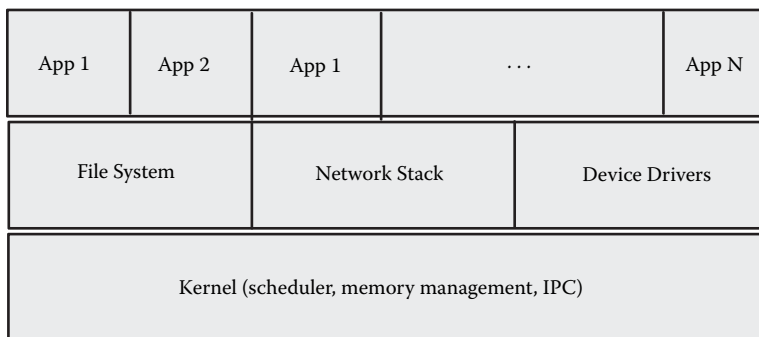 App 1
App 2
App 1
. . .
App N
File System
Network Stack
Device Drivers
Kernel (scheduler, memory management, IPC)